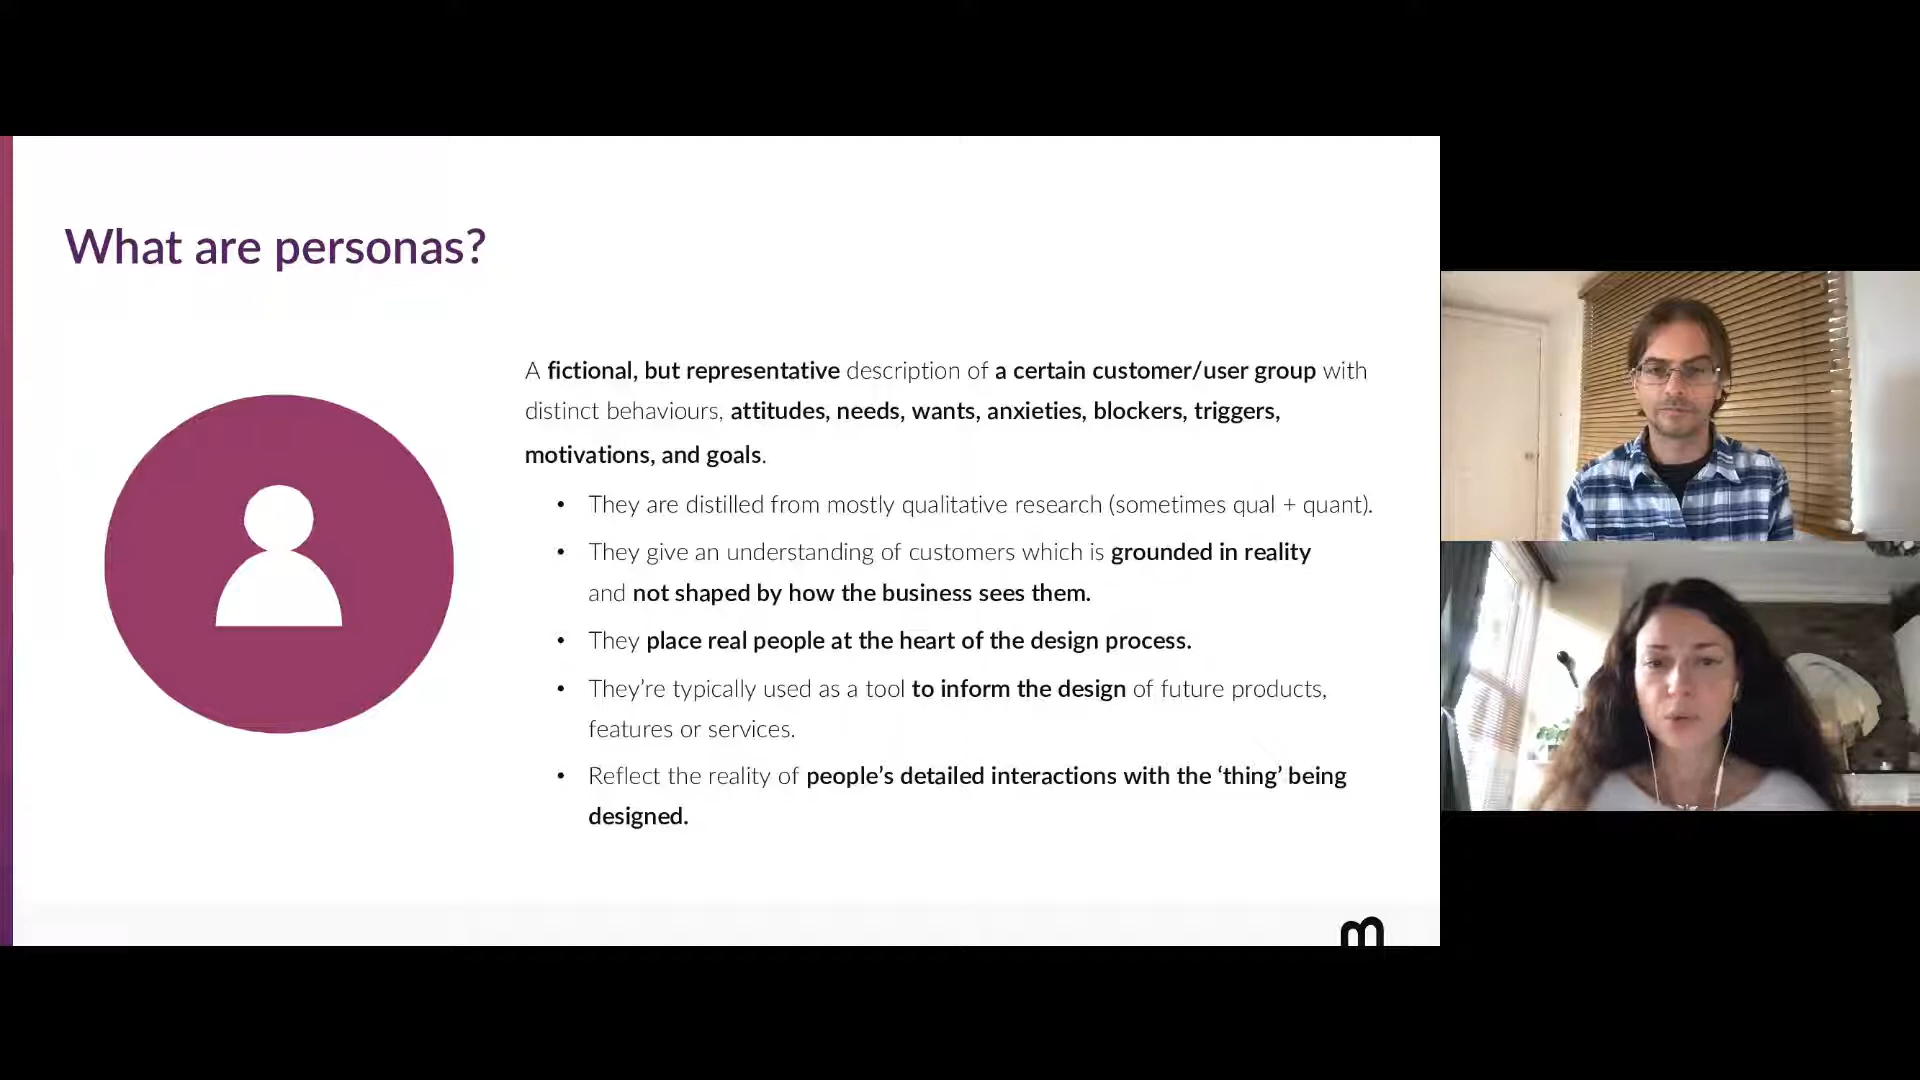 What are personas?
A fictional, but representative description of a certain customer/user group with
distinct behaviours, attitudes, needs, wants, anxieties, blockers, triggers,
motivations, and goals.
• They are distilled from mostly qualitative research (sometimes qual + quant).
• They give an understanding of customers which is grounded in reality
and not shaped by how the business sees them.
• They place real people at the heart of the design process.
• They’re typically used as a tool to inform the design of future products,
features or services.
• Reflect the reality of people’s detailed interactions with the ‘thing’ being
designed.
m